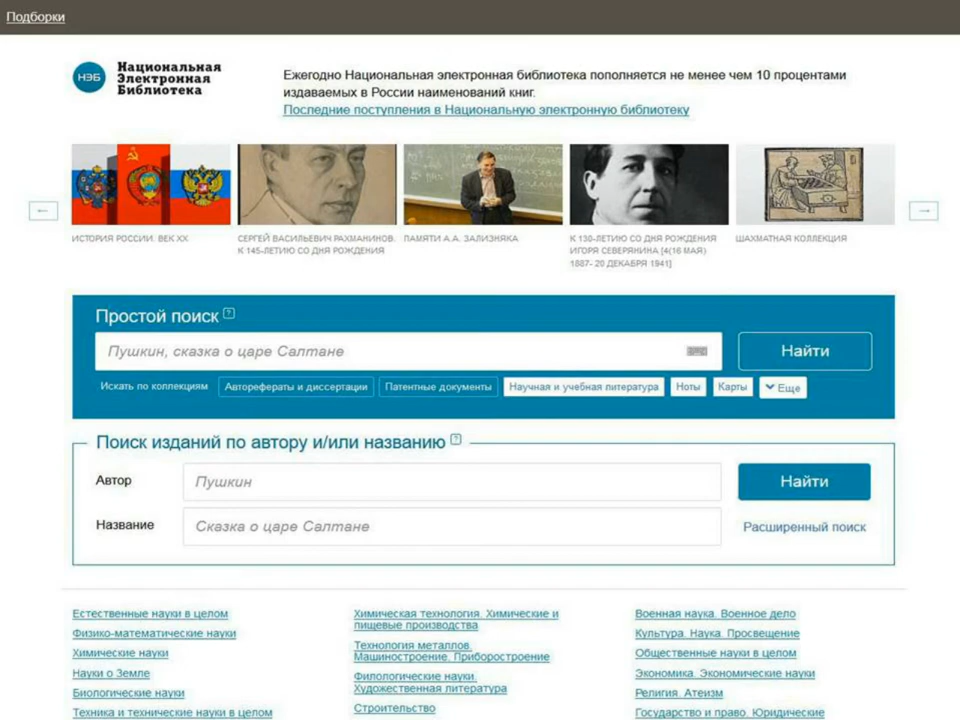 Подборки
НЭБ
Национальная
Электронная
Библиотека
Ежегодно Национальная электронная библиотека пополняется не менее чем 10 процентами
издаваемых в России наименований книг.
Последние поступления в Национальную электронную библиотеку
←
→
ИСТОРИЯ РОССИИ. ВЕК XX
СЕРГЕЙ ВАСИЛЬЕВИЧ РАХМАНИНОВ.
К 145-ЛЕТИЮ СО ДНЯ РОЖДЕНИЯ
ПАМЯТИ А.А. ЗАЛИЗНЯКА
К 130-ЛЕТИЮ СО ДНЯ РОЖДЕНИЯ
ИГОРЯ СЕВЕРЯНИНА [4(16 МАЯ)
1887- 20 ДЕКАБРЯ 1941]
ШАХМАТНАЯ КОЛЛЕКЦИЯ
Простой поиск ?
Пушкин, сказка о царе Салтане
Найти
Искать по коллекциям Авторефераты и диссертации Патентные документы Научная и учебная литература Ноты Карты Еще
Поиск изданий по автору и/или названию ?
Автор Пушкин Найти
Название Сказка о царе Салтане Расширенный поиск
Естественные науки в целом
Физико-математические науки
Химические науки
Науки о Земле
Биологические науки
Техника и технические науки в целом
Химическая технология. Химические и
пищевые производства
Технология металлов.
Машиностроение. Приборостроение
Филологические науки.
Художественная литература
Строительство
Военная наука. Военное дело
Культура. Наука. Просвещение
Общественные науки в целом
Экономика. Экономические науки
Религия. Атеизм
Государство и право. Юридические